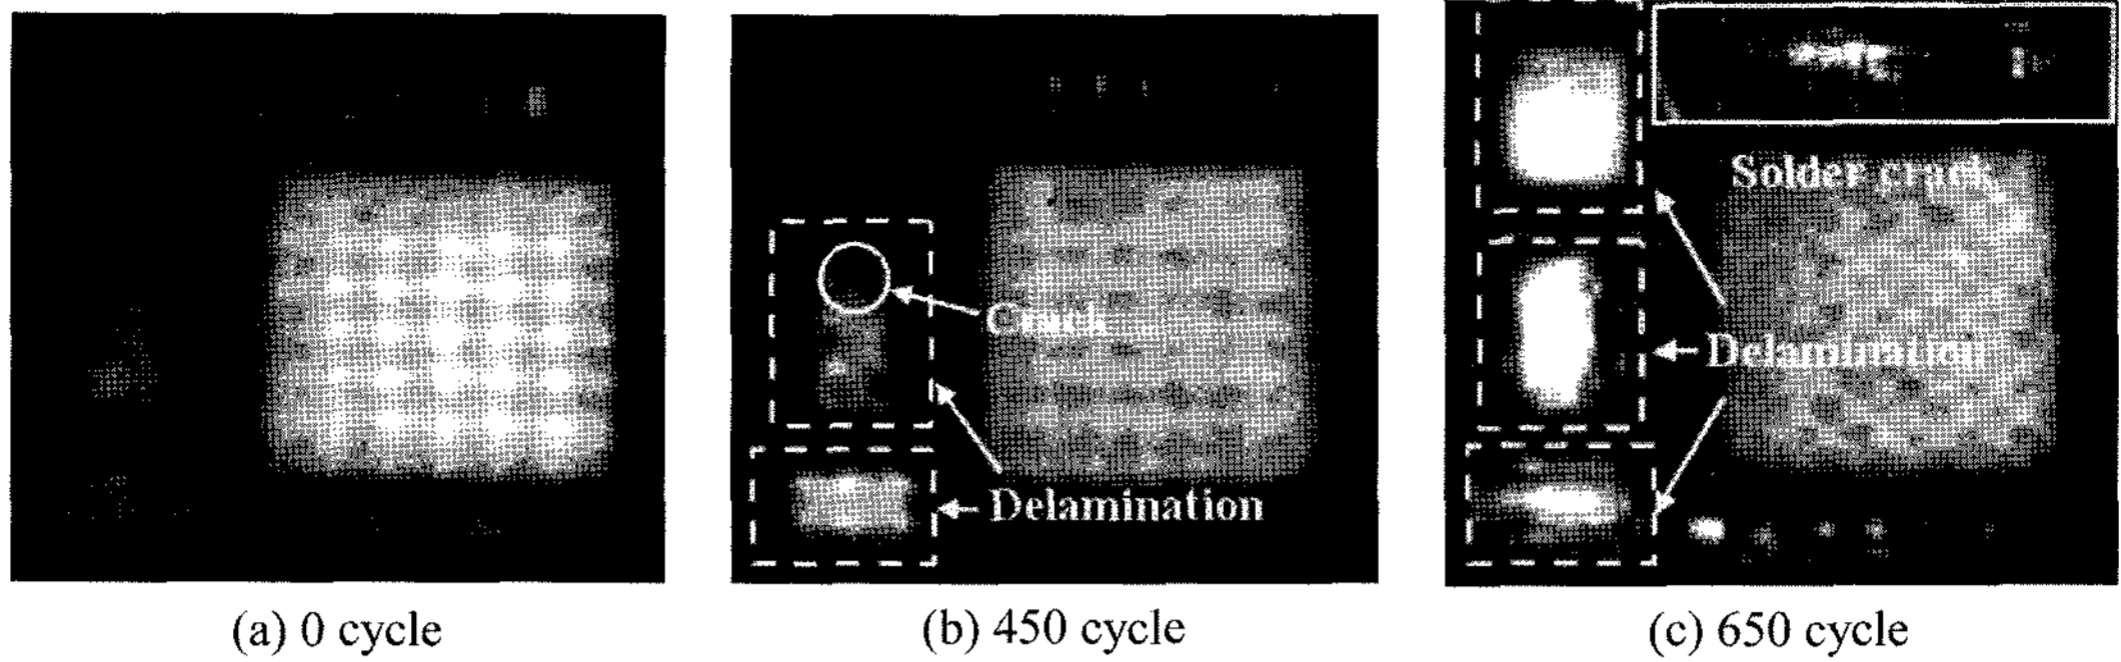 Crack
Delamination
Solder crack
Delamination
(a) 0 cycle
(b) 450 cycle
(c) 650 cycle